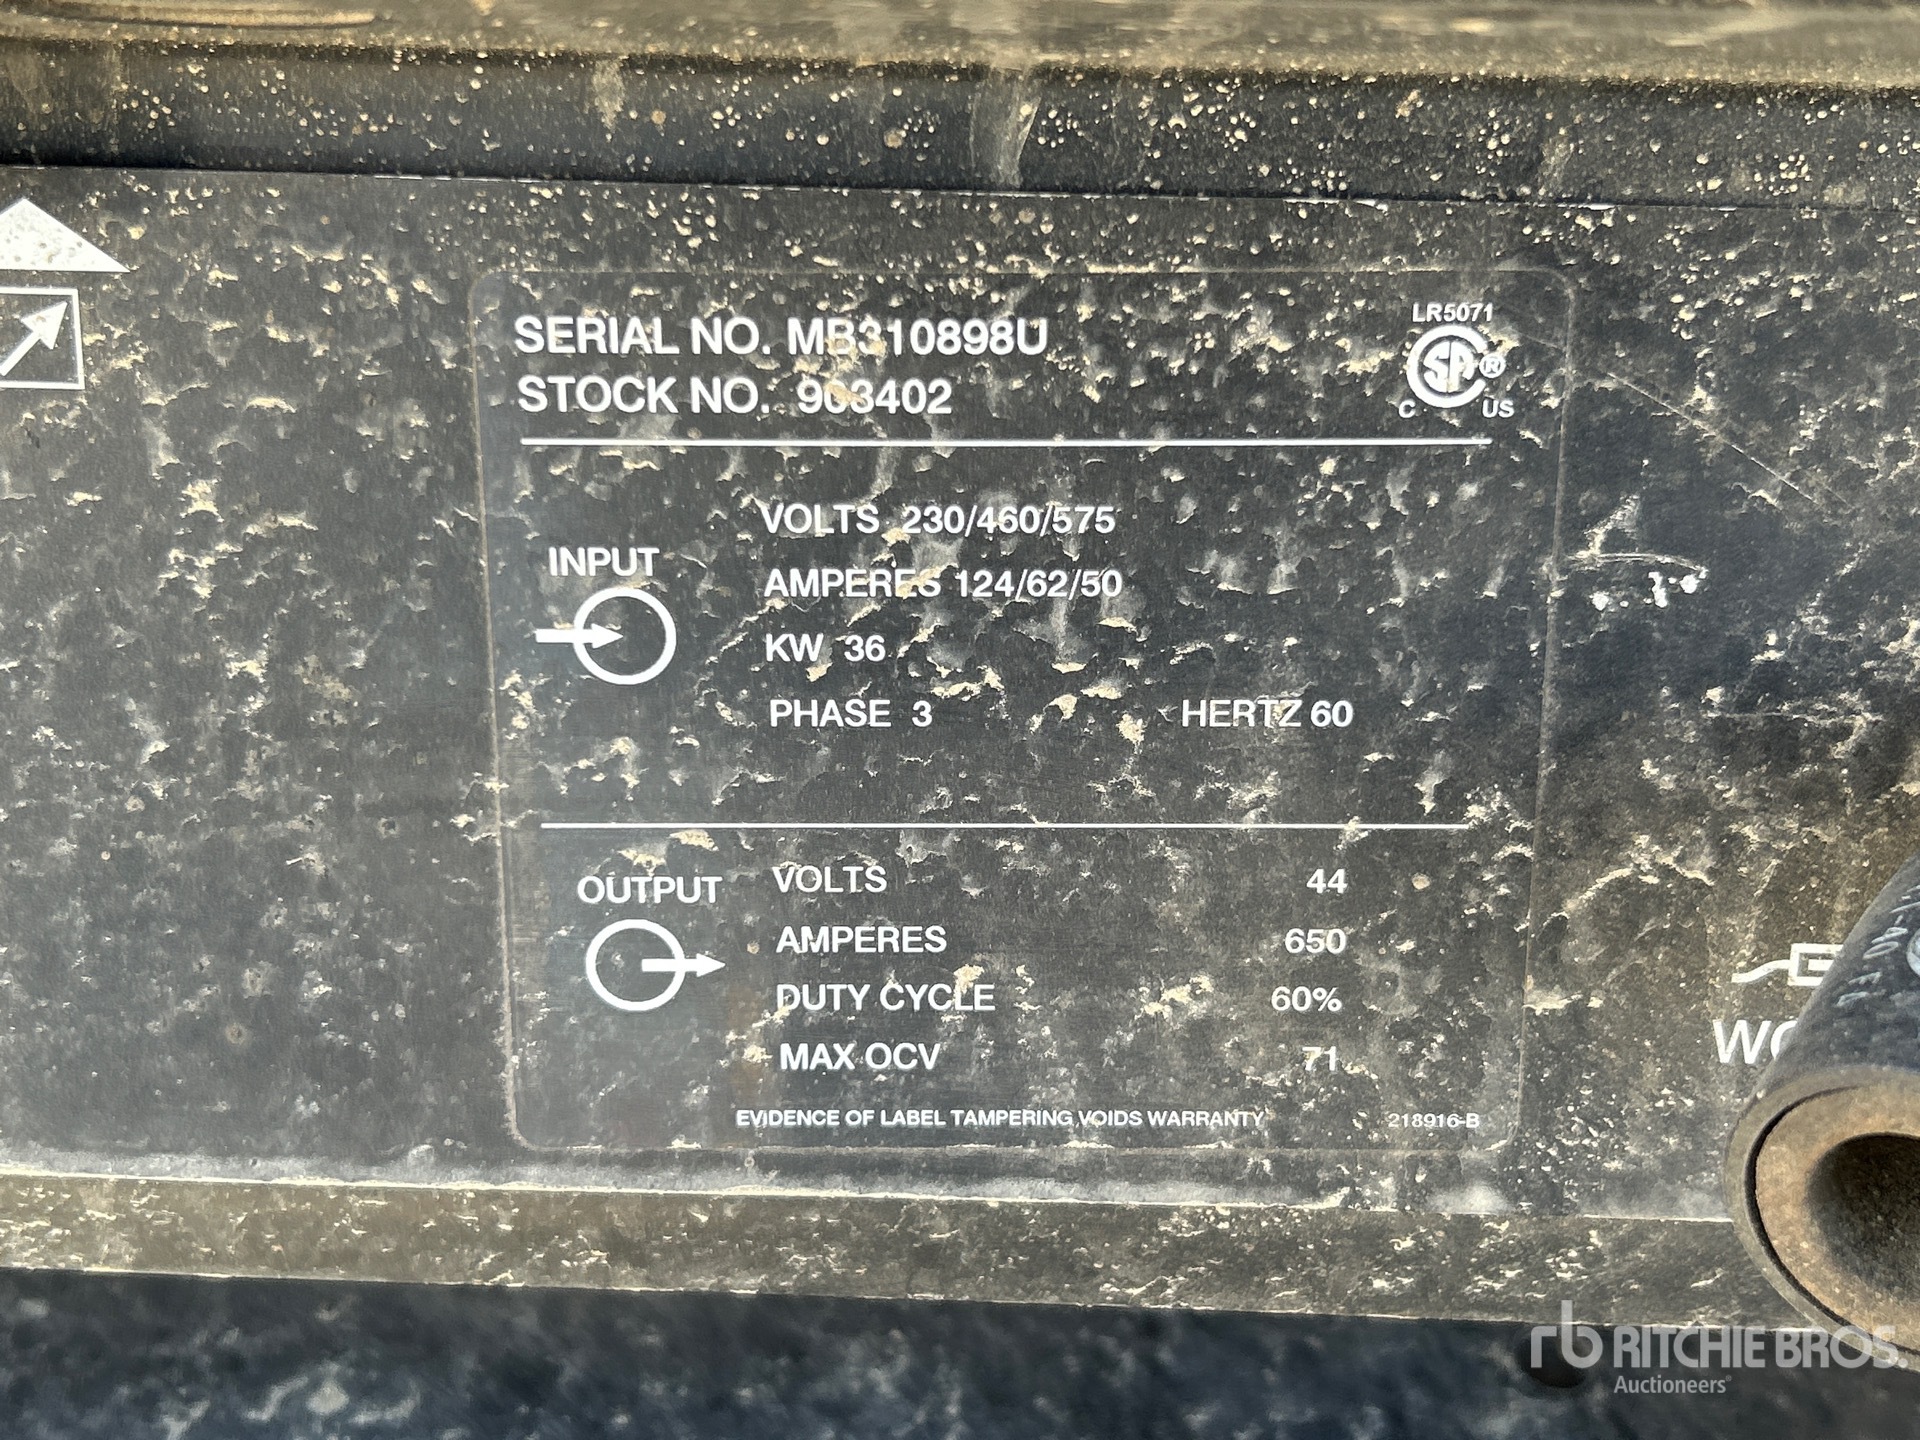 SERIAL NO. MB310898U
STOCK NO. 903402
LR5071
SA ®
C US
INPUT
VOLTS 230/460/575
AMPERES 124/62/50
KW 36
PHASE 3 HERTZ 60
OUTPUT
VOLTS 44
AMPERES 650
DUTY CYCLE 60%
MAX OCV 71
EVIDENCE OF LABEL TAMPERING VOIDS WARRANTY 218916-B
rb RITCHIE BROS.
Auctioneers